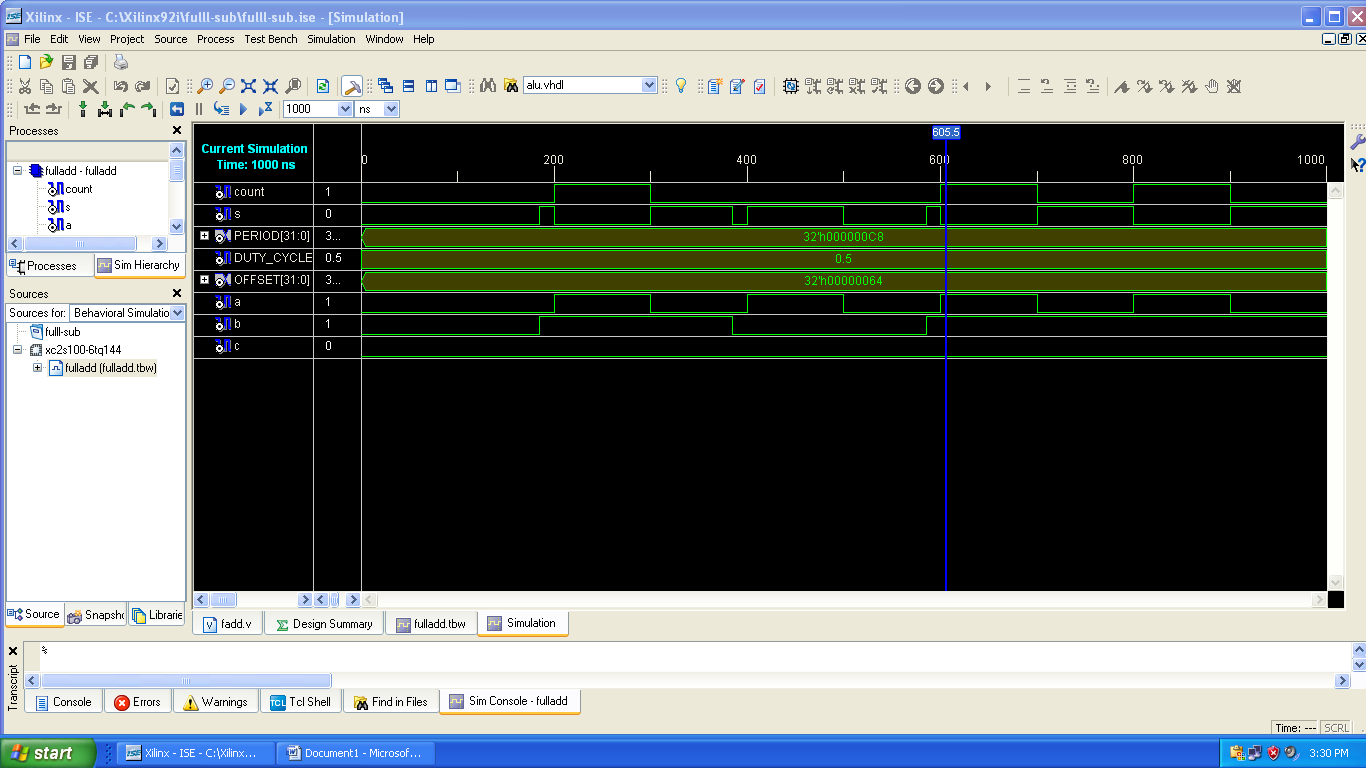 Xilinx - ISE - C:\Xilinx92i\fulll-sub\fulll-sub.ise - [Simulation]
File Edit View Project Source Process Test Bench Simulation Window Help
alu.vhdl
1000 ns
Processes
fulladd - fulladd
count
s
a
Processes Sim Hierarchy
Sources
Sources for: Behavioral Simulatio
fulll-sub
xc2s100-6tq144
fulladd (fulladd.tbw)
Source Snapsho Librarie
605.5
Current Simulation
Time: 1000 ns
0 200 400 600 800 1000
count 1
s 0
PERIOD[31:0] 3... 32'h000000C8
DUTY_CYCLE 0.5 0.5
OFFSET[31:0] 3... 32'h00000064
a 1
b 1
c 0
fadd.v Design Summary fulladd.tbw Simulation
%
Transcript
Console Errors Warnings TCL Tcl Shell Find in Files Sim Console - fulladd
Time: --- SCRL
start Xilinx - ISE - C:\Xilinx... Document1 - Microsof... 3:30 PM